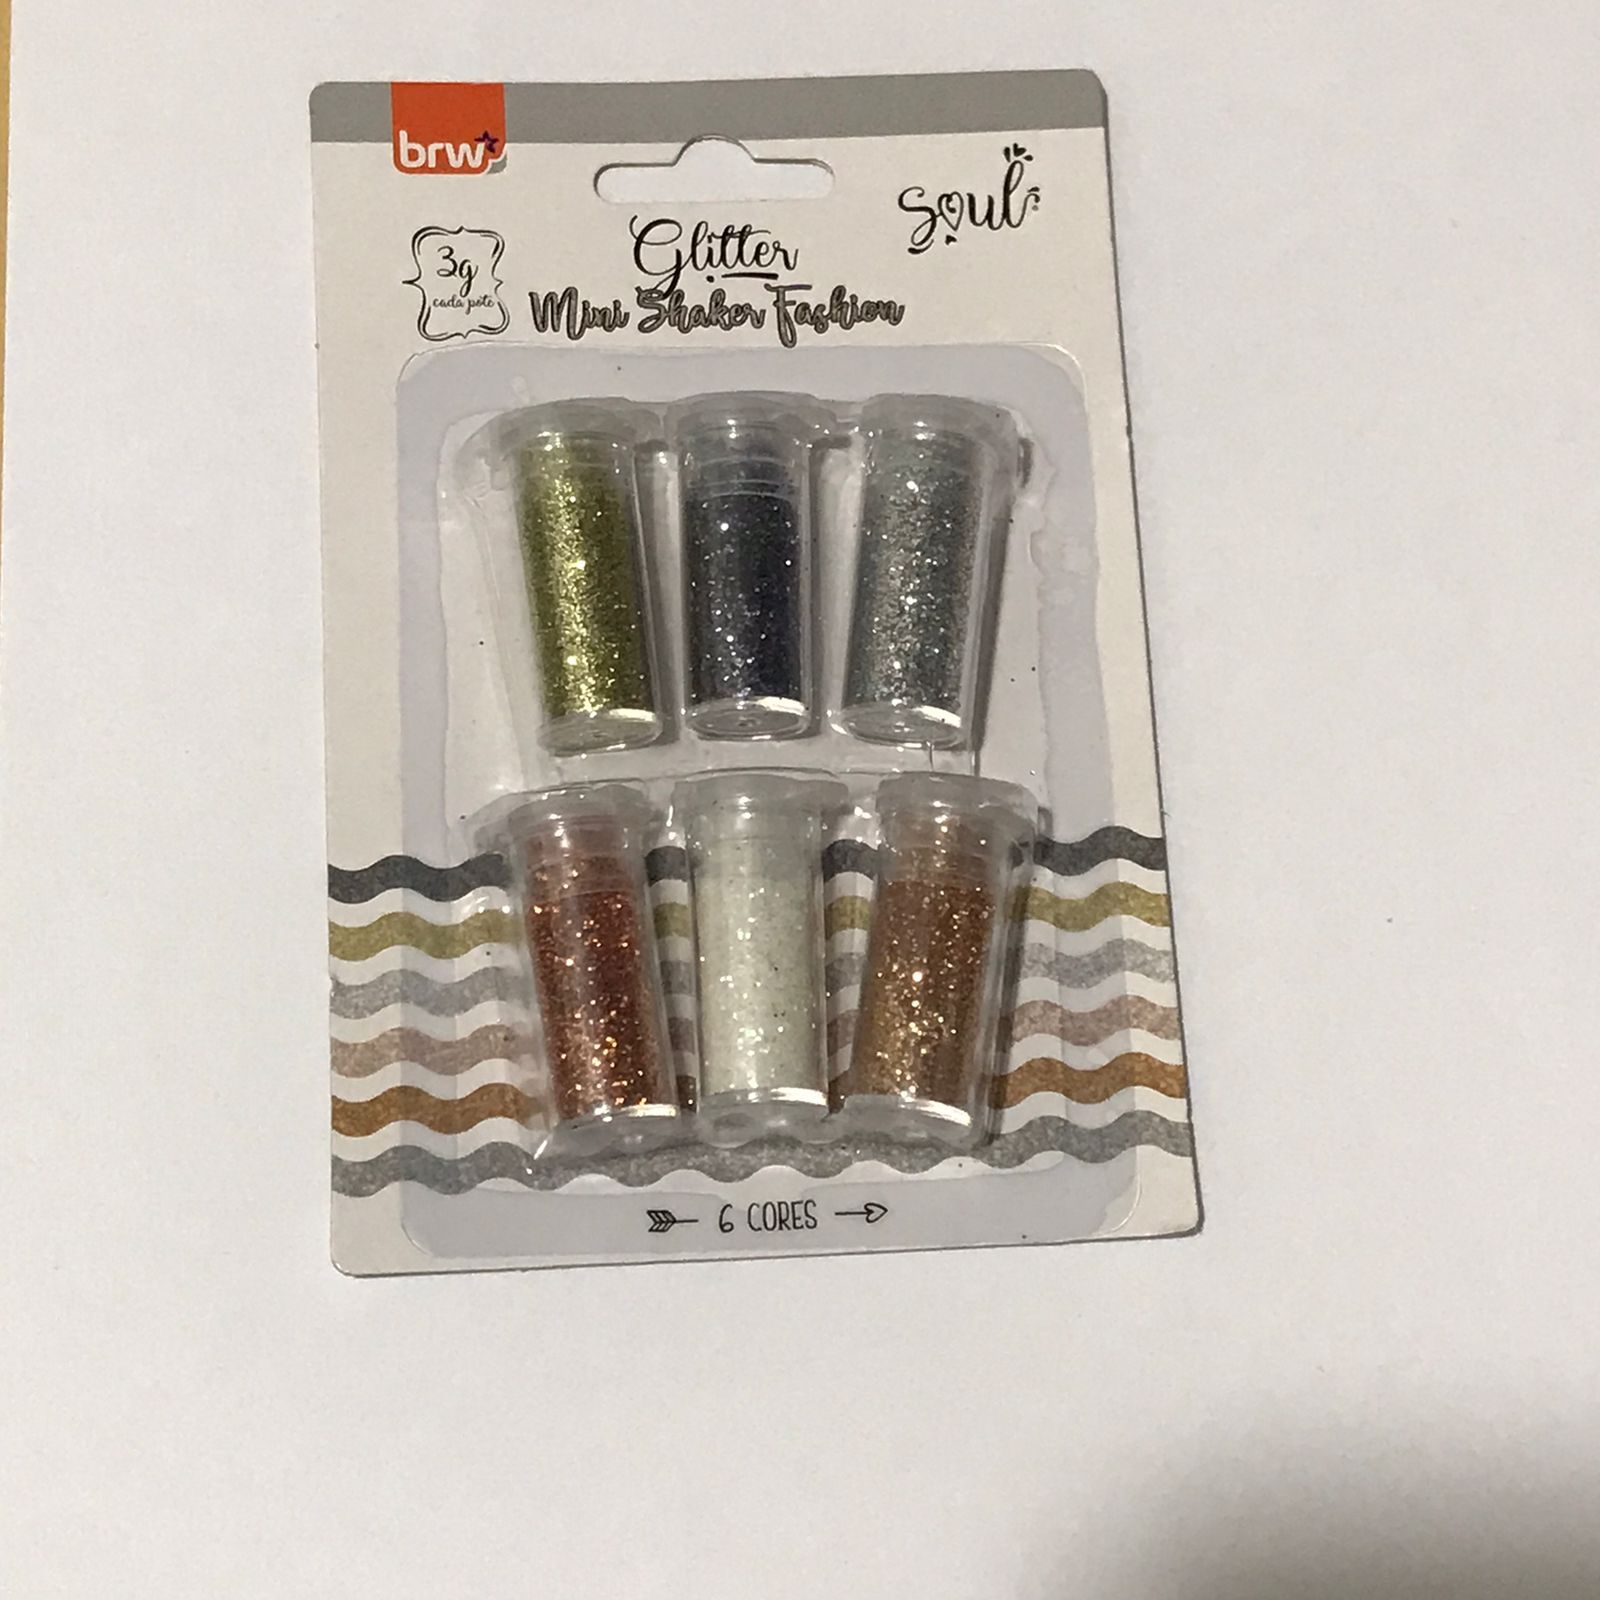 brw
Soul
3g
cada pote
Glitter
Mini Shaker Fashion
6 CORES